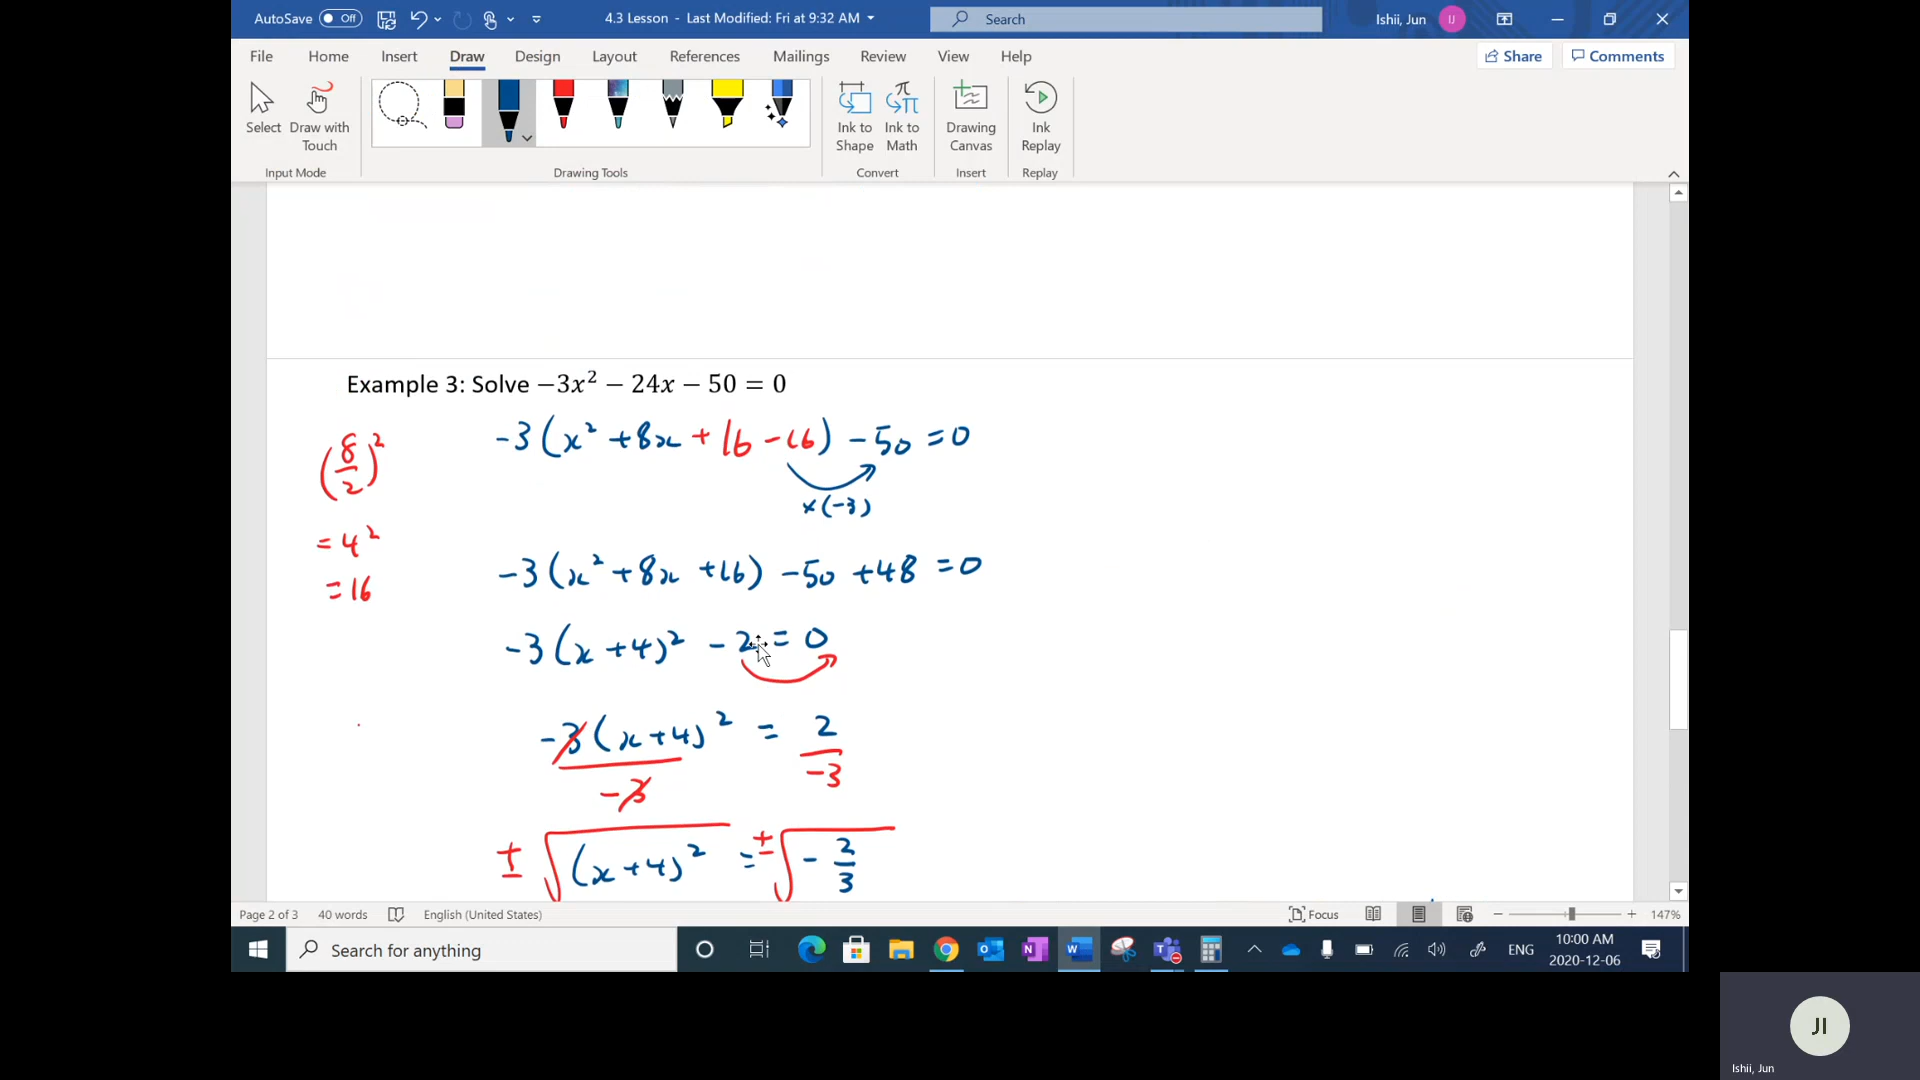 AutoSave Off 4.3 Lesson - Last Modified: Fri at 9:32 AM Search Ishii, Jun IJ
File Home Insert Draw Design Layout References Mailings Review View Help Share Comments
Select Draw with Touch Ink to Shape Ink to Math Drawing Canvas Ink Replay
Input Mode Drawing Tools Convert Insert Replay
Example 3: Solve −3x² − 24x − 50 = 0
-3(x² +8x +16 -16) -50 =0
x(-3)
(8/2)²
= 4²
= 16
-3(x² +8x +16) -50 +48 =0
-3(x +4)² -2 = 0
-3(x+4)²/-3 = 2/-3
± √(x+4)² = ± √-2/3
Page 2 of 3 40 words English (United States) Focus 147%
Search for anything ENG 10:00 AM 2020-12-06
JI
Ishii, Jun